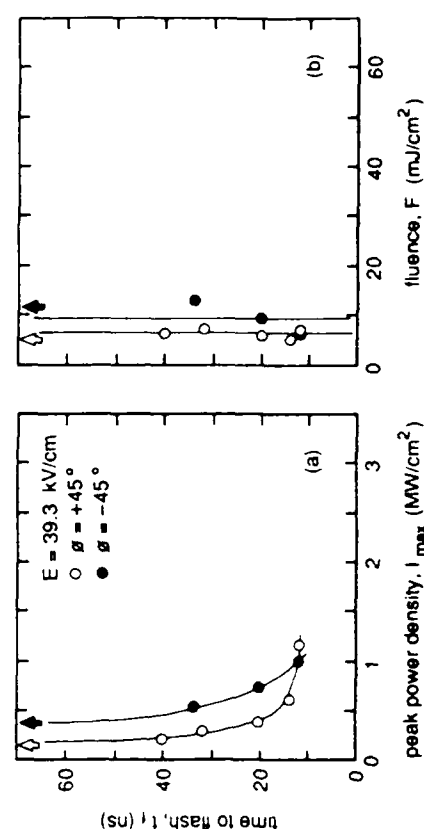 E = 39.3 kV/cm
○ ø = +45°
● ø = −45°
(a)
time to flash, t f (ns)
60
40
20
0
0
1
2
3
peak power density, I max (MW/cm²)
(b)
0
20
40
60
fluence, F (mJ/cm²)